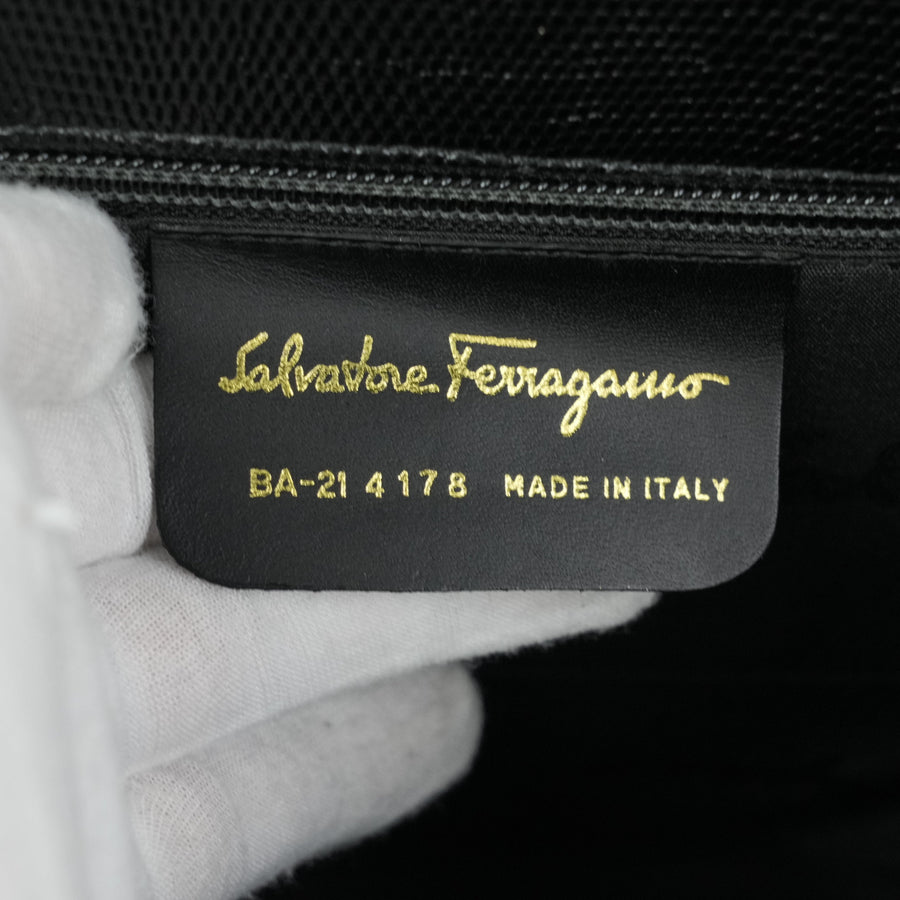 Salvatore Ferragamo
BA-21 4178 MADE IN ITALY